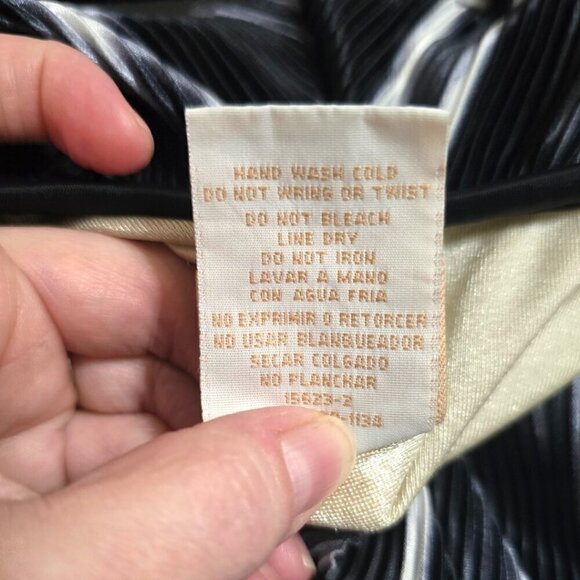 HAND WASH COLD
DO NOT WRING OR TWIST
DO NOT BLEACH
LINE DRY
DO NOT IRON
LAVAR A MANO
CON AGUA FRIA
NO EXPRIMIR O RETORCER
NO USAR BLANQUEADOR
SECAR COLGADO
NO PLANCHAR
15623-2
-1134